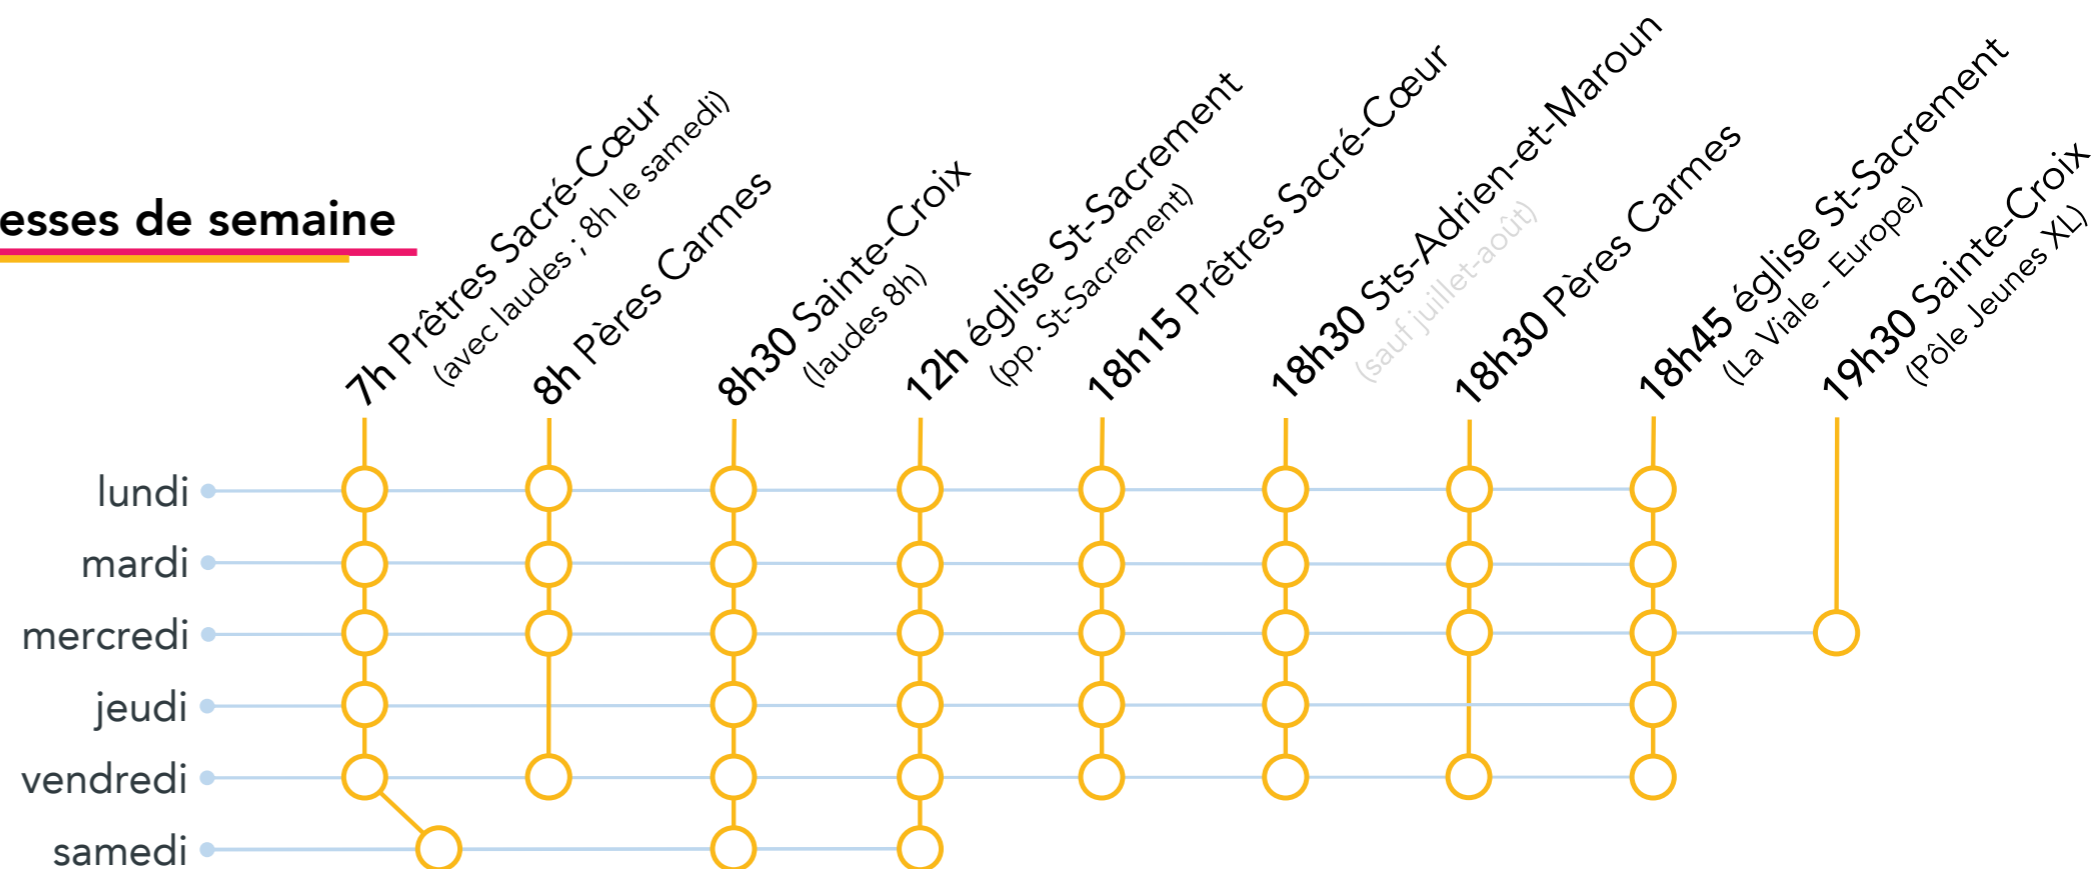 esses de semaine
7h Prêtres Sacré-Cœur
(avec laudes ; 8h le samedi)
8h Pères Carmes
8h30 Sainte-Croix
(laudes 8h)
12h église St-Sacrement
(pp. St-Sacrement)
18h15 Prêtres Sacré-Cœur
18h30 Sts-Adrien-et-Maroun
(sauf juillet-août)
18h30 Pères Carmes
18h45 église St-Sacrement
(La Viale - Europe)
19h30 Sainte-Croix
(Pôle Jeunes XL)
lundi
mardi
mercredi
jeudi
vendredi
samedi